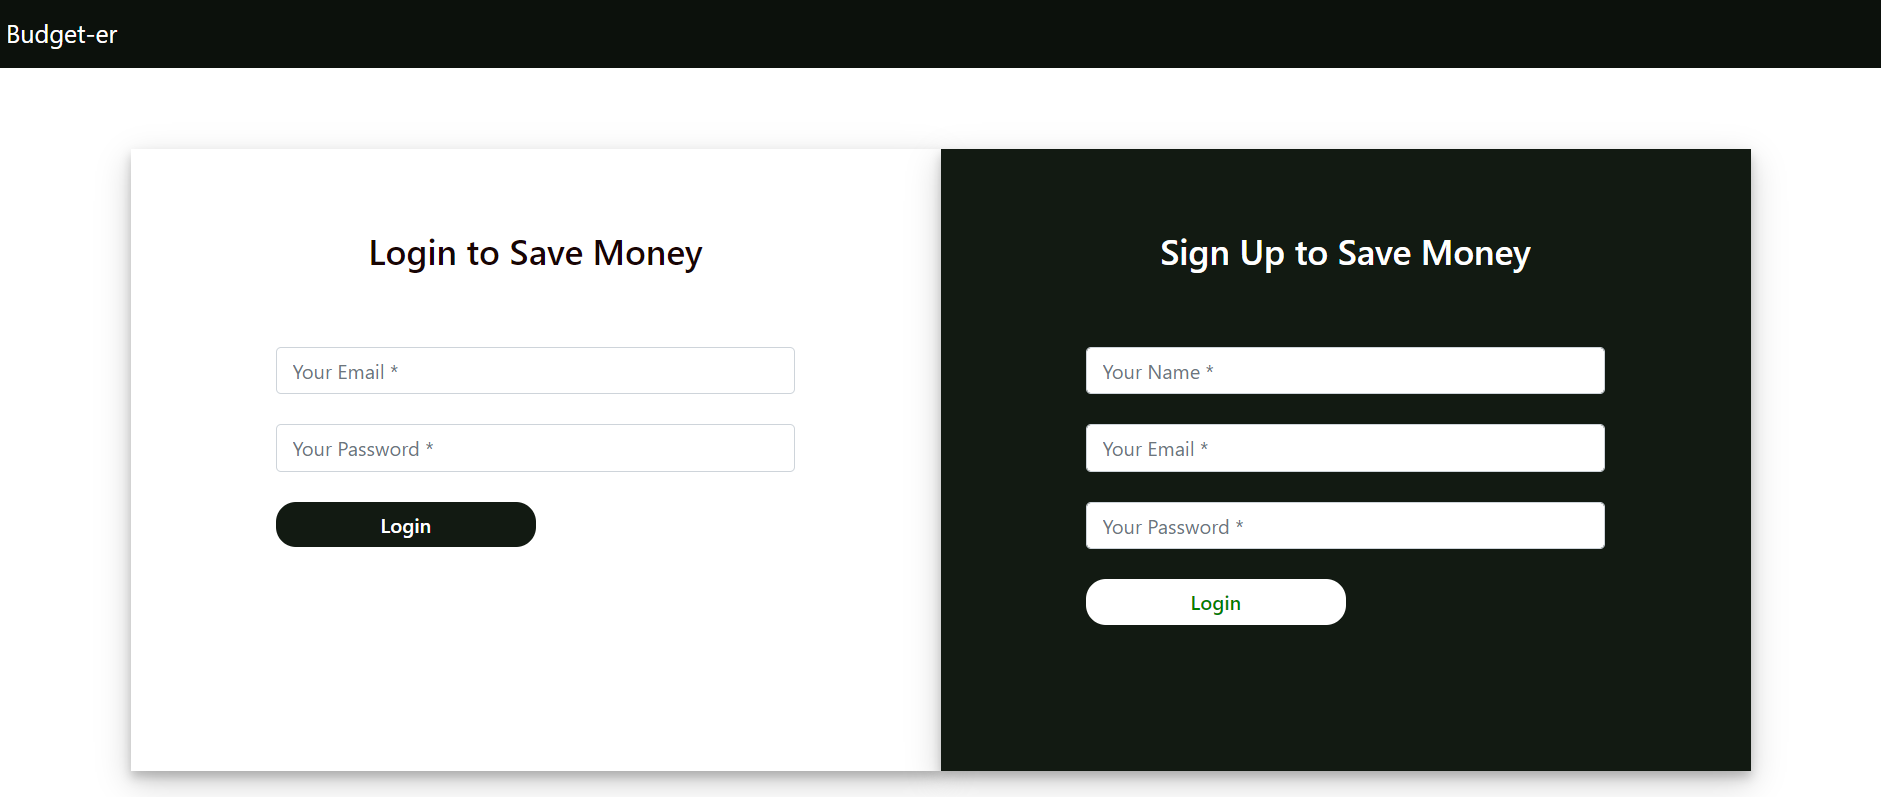 Budget-er
Login to Save Money
Your Email *
Your Password *
Login
Sign Up to Save Money
Your Name *
Your Email *
Your Password *
Login